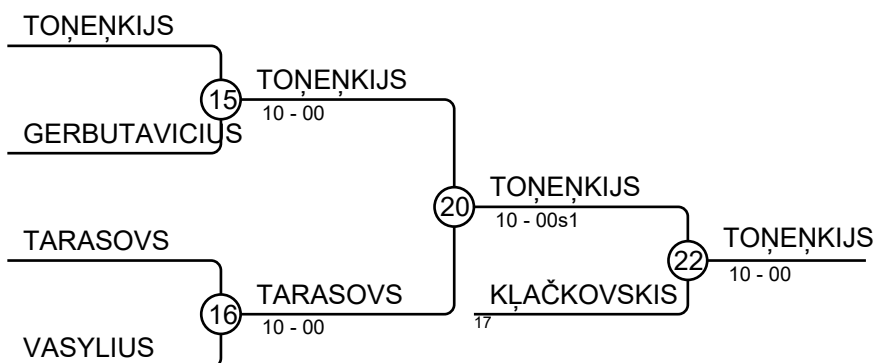 TOŅEŅKIJS
15
TOŅEŅKIJS
10 - 00
GERBUTAVICIUS
20
TOŅEŅKIJS
10 - 00s1
TARASOVS
22
TOŅEŅKIJS
10 - 00
16
TARASOVS
10 - 00
KĻAČKOVSKIS
17
VASYLIUS